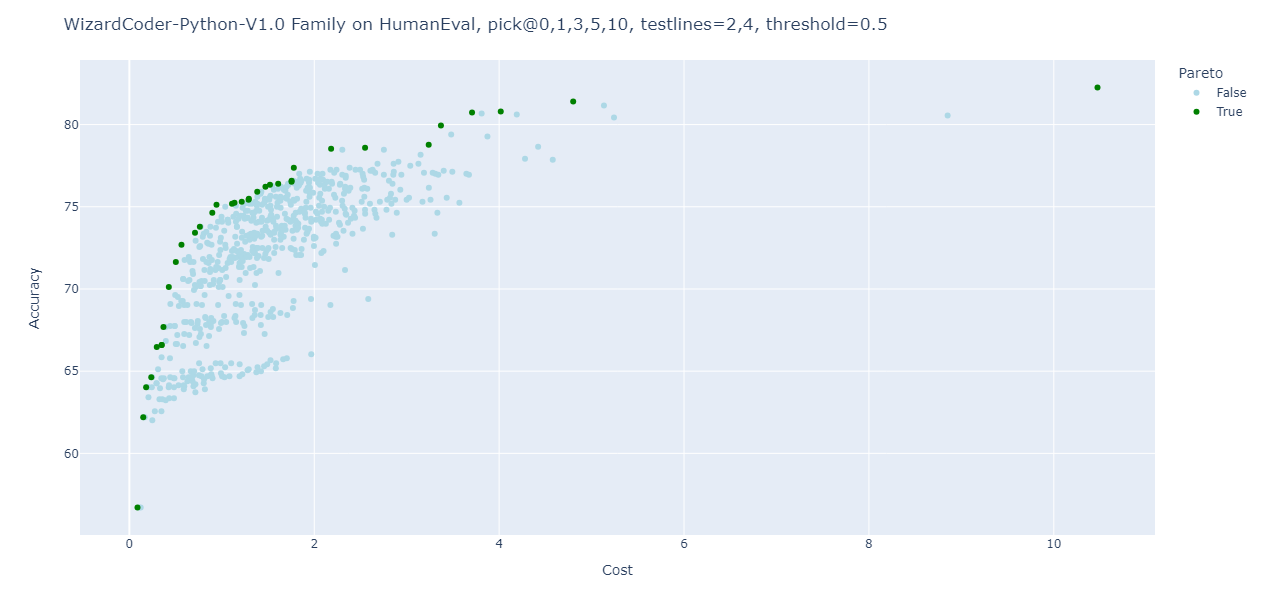 WizardCoder-Python-V1.0 Family on HumanEval, pick@0,1,3,5,10, testlines=2,4, threshold=0.5
Pareto
False
True
80
75
70
65
60
Accuracy
0 2 4 6 8 10
Cost